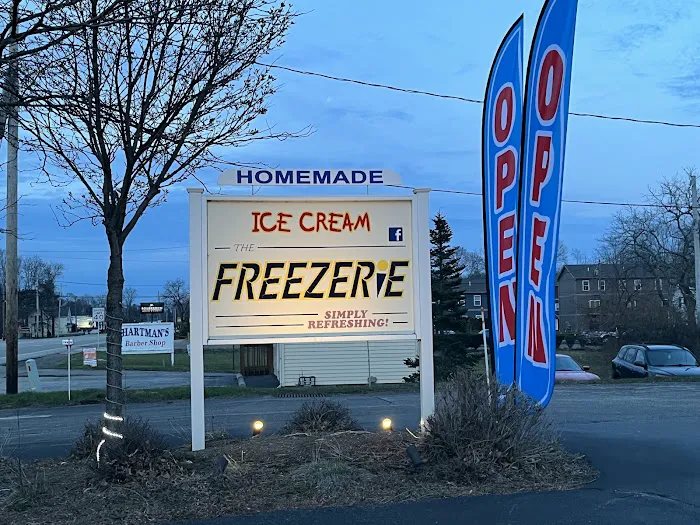 HOMEMADE
ICE CREAM
f
THE
FREEZERiE
SIMPLY
REFRESHING!
OPEN
OPEN
HARTMAN'S
Barber Shop